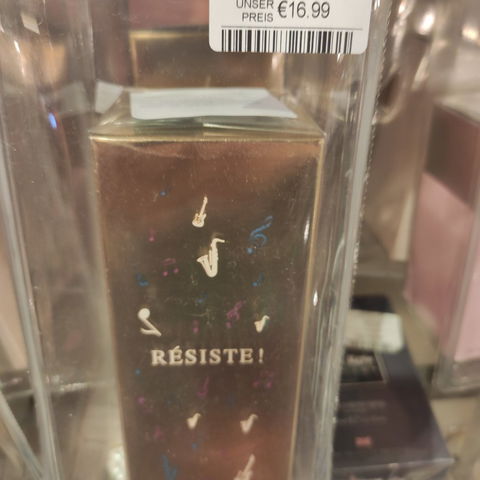 UNSER
PREIS €16.99
RÉSISTE!